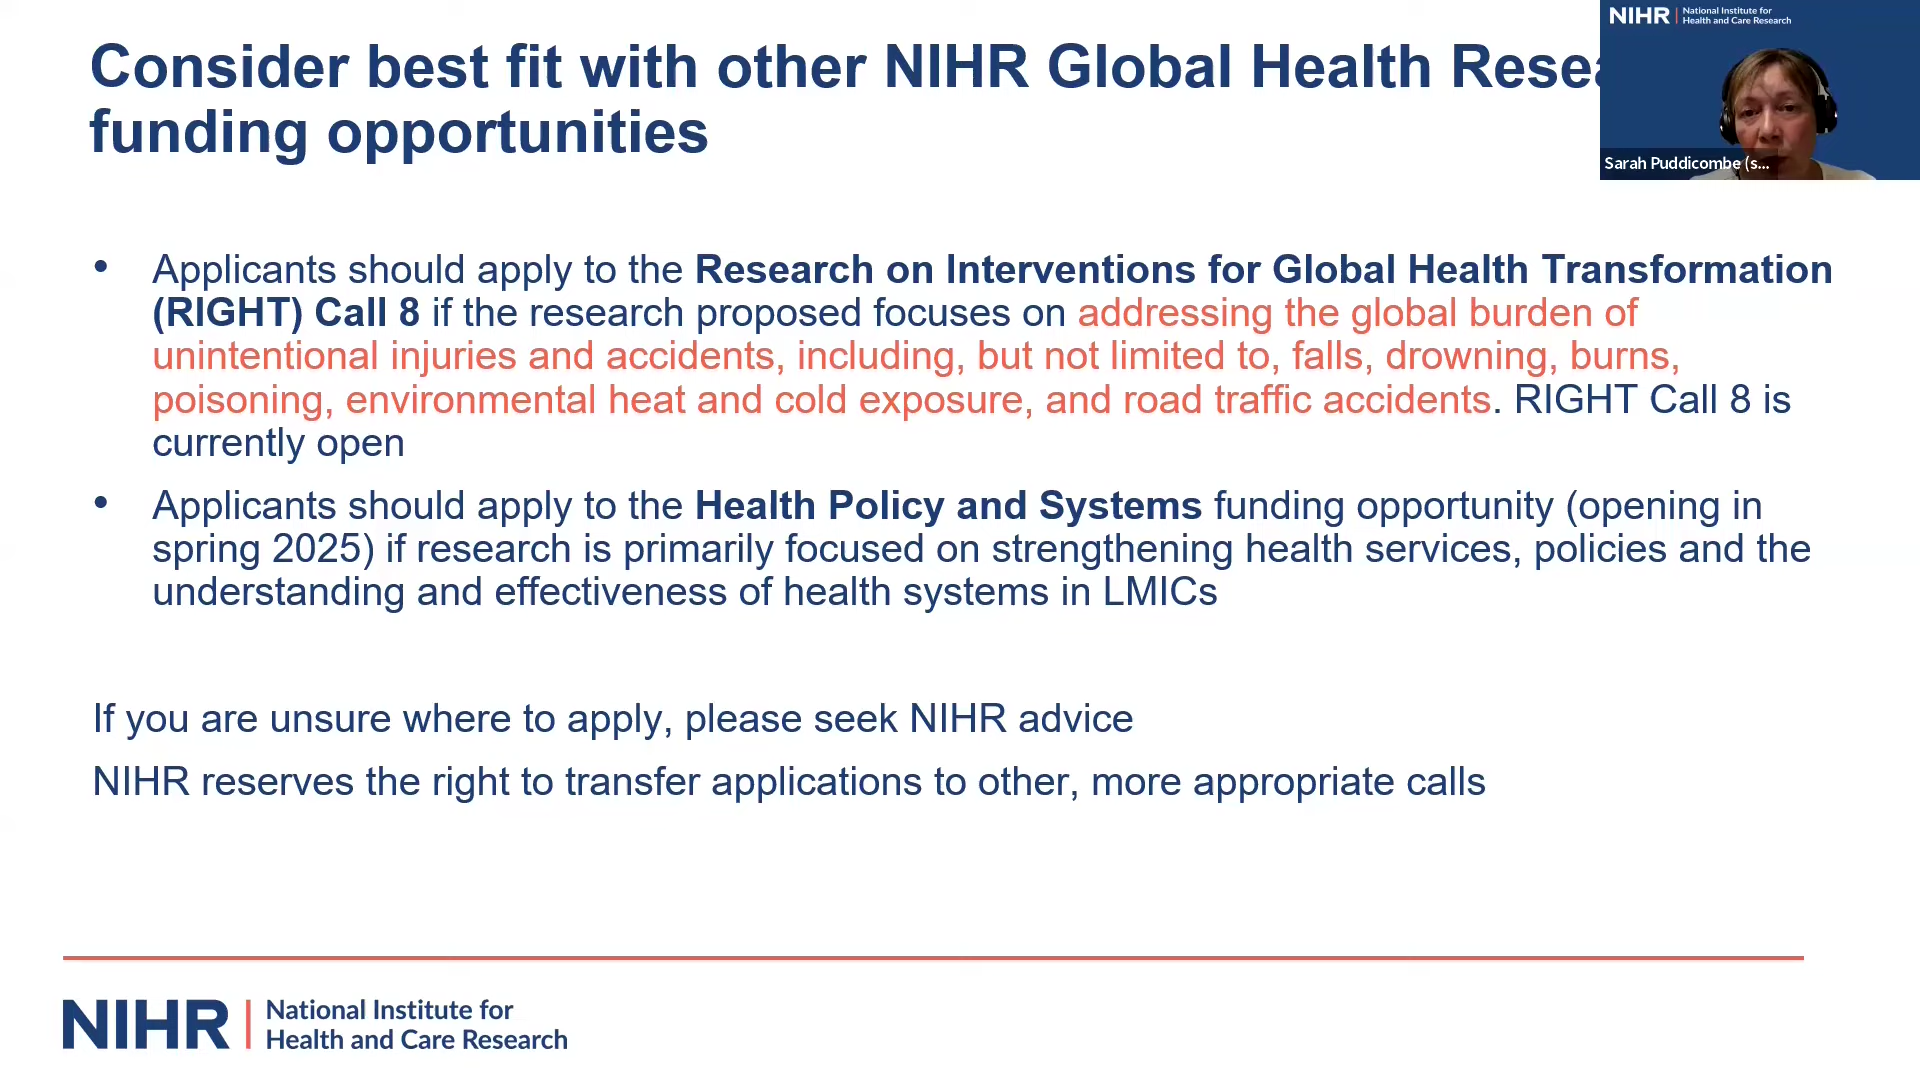 Consider best fit with other NIHR Global Health Resea
funding opportunities
NIHR | National Institute for
Health and Care Research
Sarah Puddicombe (s...
• Applicants should apply to the Research on Interventions for Global Health Transformation
(RIGHT) Call 8 if the research proposed focuses on addressing the global burden of
unintentional injuries and accidents, including, but not limited to, falls, drowning, burns,
poisoning, environmental heat and cold exposure, and road traffic accidents. RIGHT Call 8 is
currently open
• Applicants should apply to the Health Policy and Systems funding opportunity (opening in
spring 2025) if research is primarily focused on strengthening health services, policies and the
understanding and effectiveness of health systems in LMICs
If you are unsure where to apply, please seek NIHR advice
NIHR reserves the right to transfer applications to other, more appropriate calls
NIHR | National Institute for
Health and Care Research